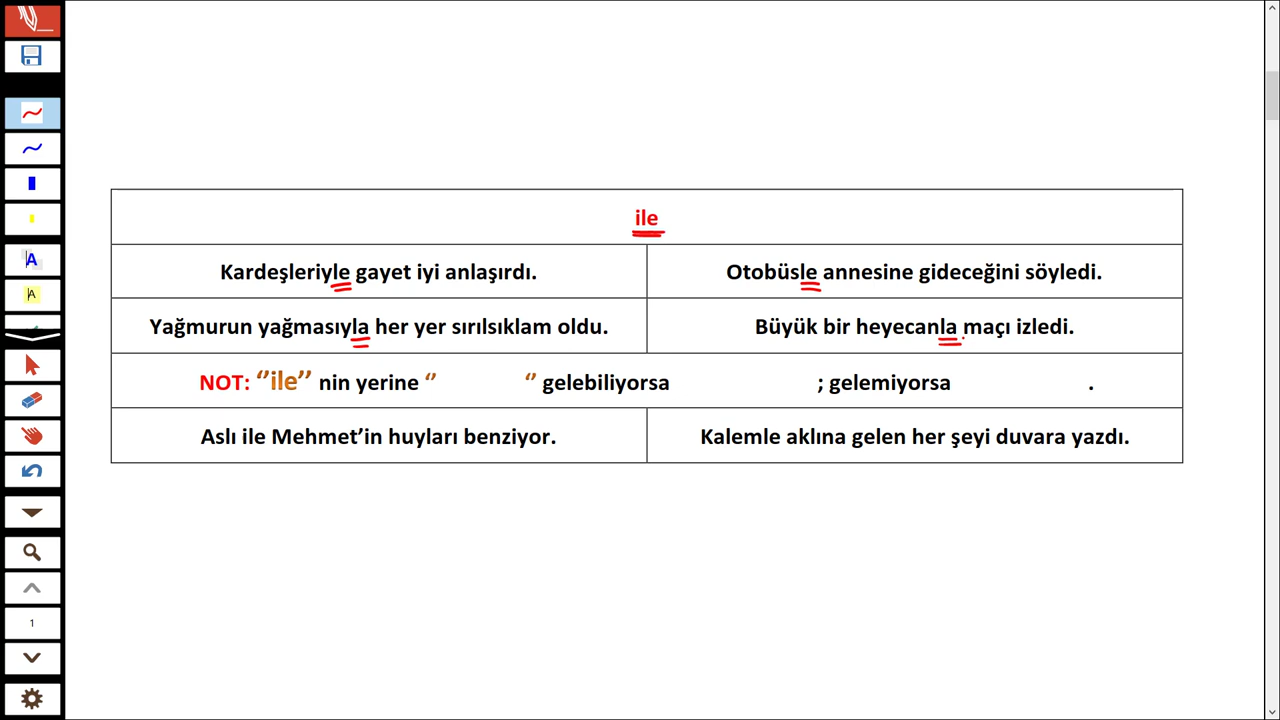 ile
Kardeşleriyle gayet iyi anlaşırdı.
Otobüsle annesine gideceğini söyledi.
Yağmurun yağmasıyla her yer sırılsıklam oldu.
Büyük bir heyecanla maçı izledi.
NOT: ‘‘ile’’ nin yerine ‘‘ ‘‘ gelebiliyorsa ; gelemiyorsa .
Aslı ile Mehmet’in huyları benziyor.
Kalemle aklına gelen her şeyi duvara yazdı.
A
A
1